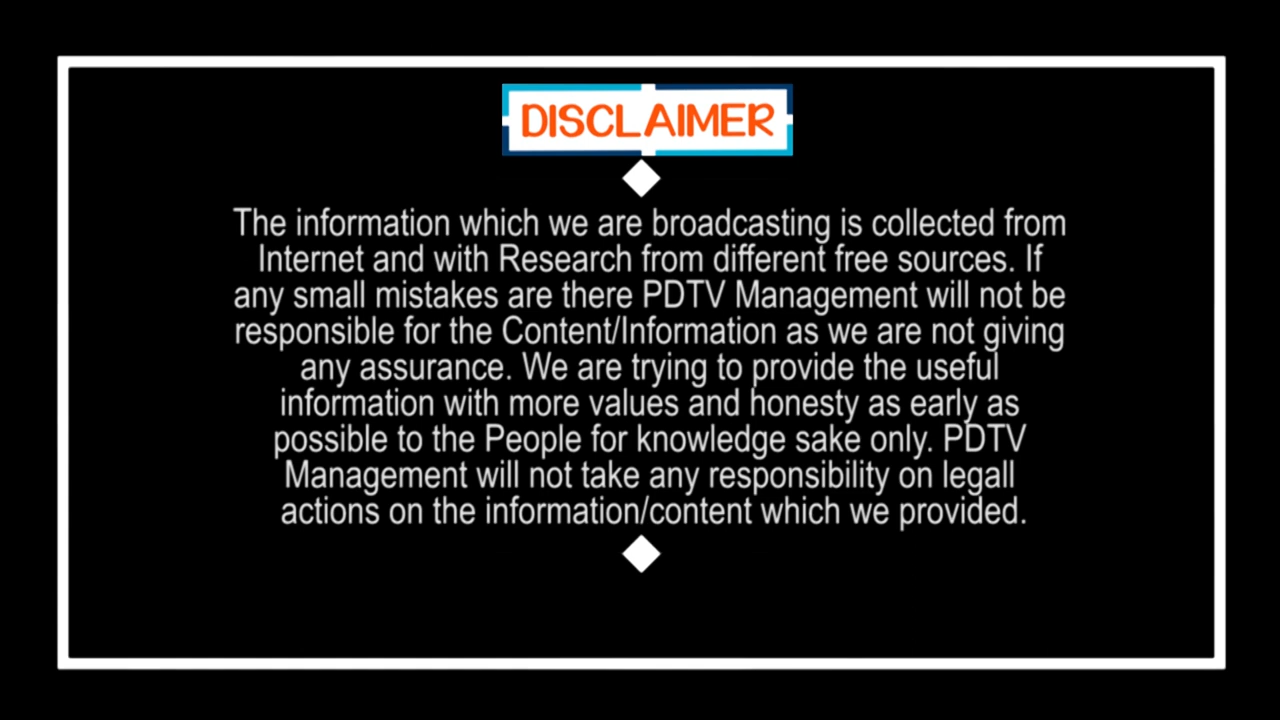 DISCLAIMER
The information which we are broadcasting is collected from
Internet and with Research from different free sources. If
any small mistakes are there PDTV Management will not be
responsible for the Content/Information as we are not giving
any assurance. We are trying to provide the useful
information with more values and honesty as early as
possible to the People for knowledge sake only. PDTV
Management will not take any responsibility on legall
actions on the information/content which we provided.